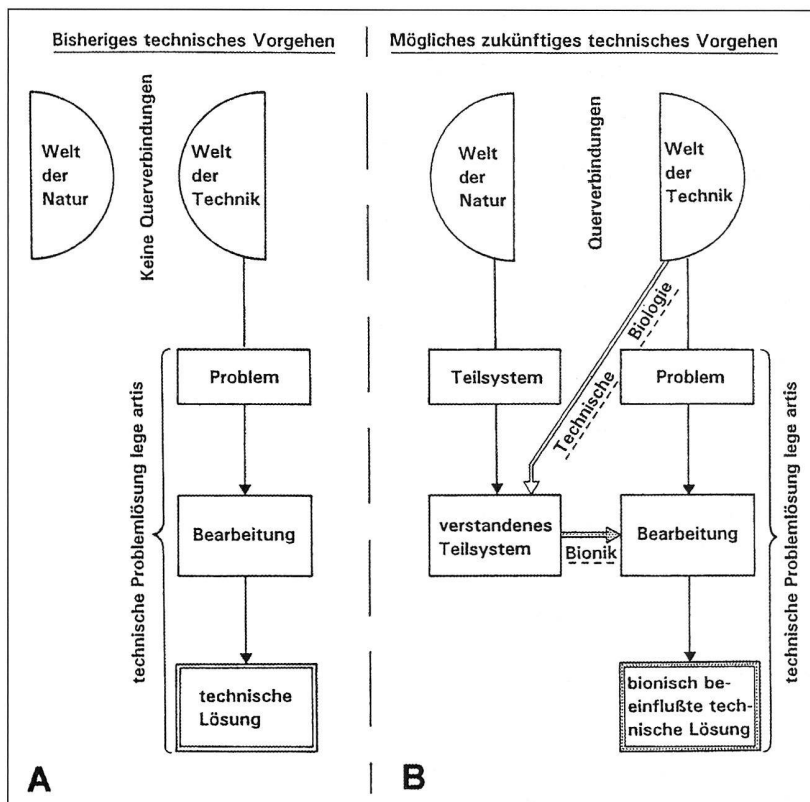 Bisheriges technisches Vorgehen
Welt
der
Natur
Keine Querverbindungen
Welt
der
Technik
technische Problemlösung lege artis
Problem
Bearbeitung
technische
Lösung
A
Mögliches zukünftiges technisches Vorgehen
Welt
der
Natur
Querverbindungen
Welt
der
Technik
Technische Biologie
Teilsystem
Problem
verstandenes
Teilsystem
Bionik
Bearbeitung
bionisch be-
einflußte tech-
nische Lösung
technische Problemlösung lege artis
B